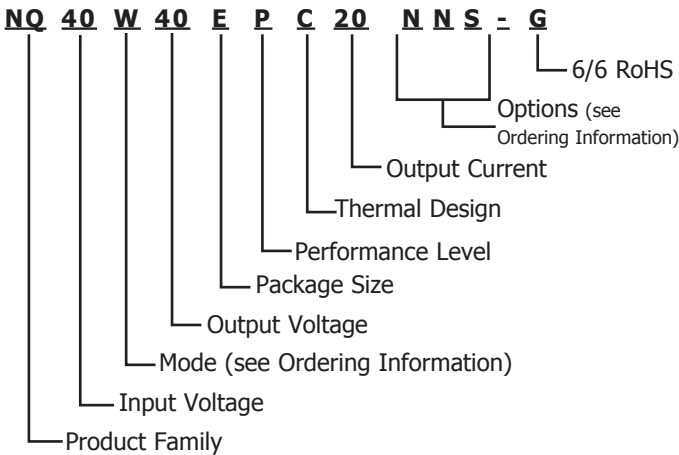 NQ 40 W 40 E P C 20 N N S - G
6/6 RoHS
Options (see
Ordering Information)
Output Current
Thermal Design
Performance Level
Package Size
Output Voltage
Mode (see Ordering Information)
Input Voltage
Product Family